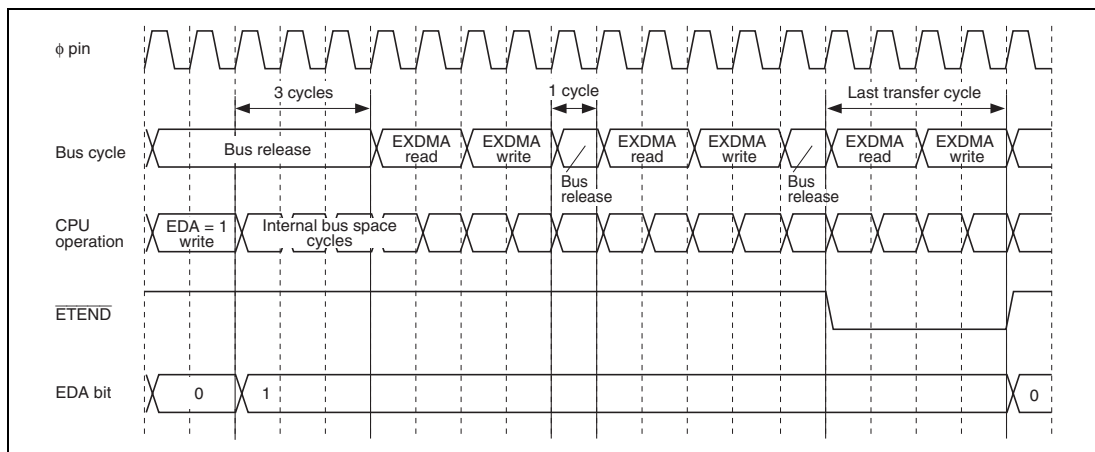 φ pin
3 cycles
1 cycle
Last transfer cycle
Bus cycle
Bus release
EXDMA
read
EXDMA
write
EXDMA
read
EXDMA
write
EXDMA
read
EXDMA
write
Bus
release
Bus
release
CPU
operation
EDA = 1
write
Internal bus space
cycles
ETEND
EDA bit
0
1
0